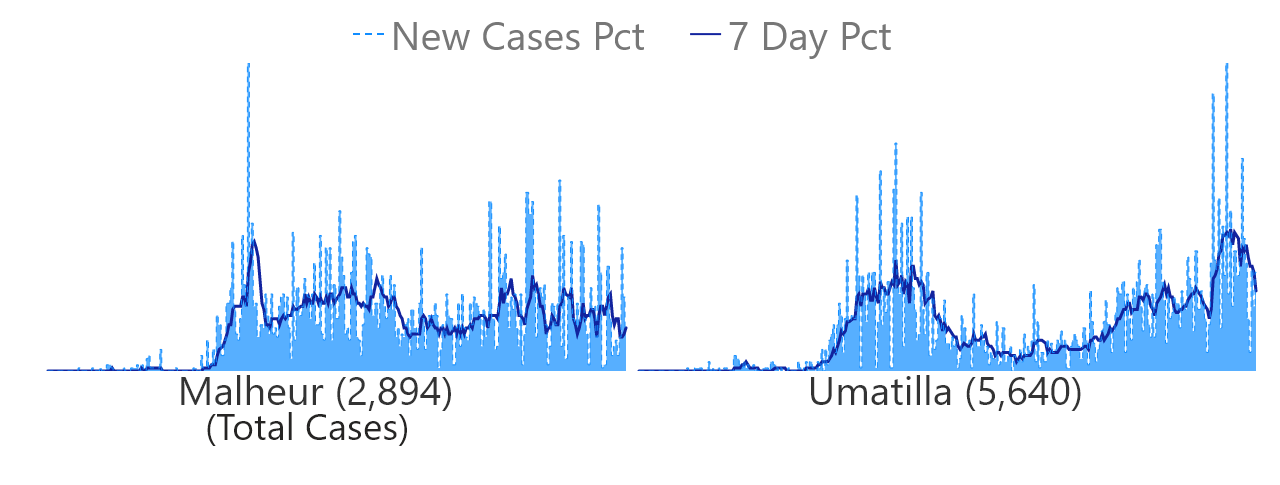 New Cases Pct 7 Day Pct
Malheur (2,894)
(Total Cases)
Umatilla (5,640)